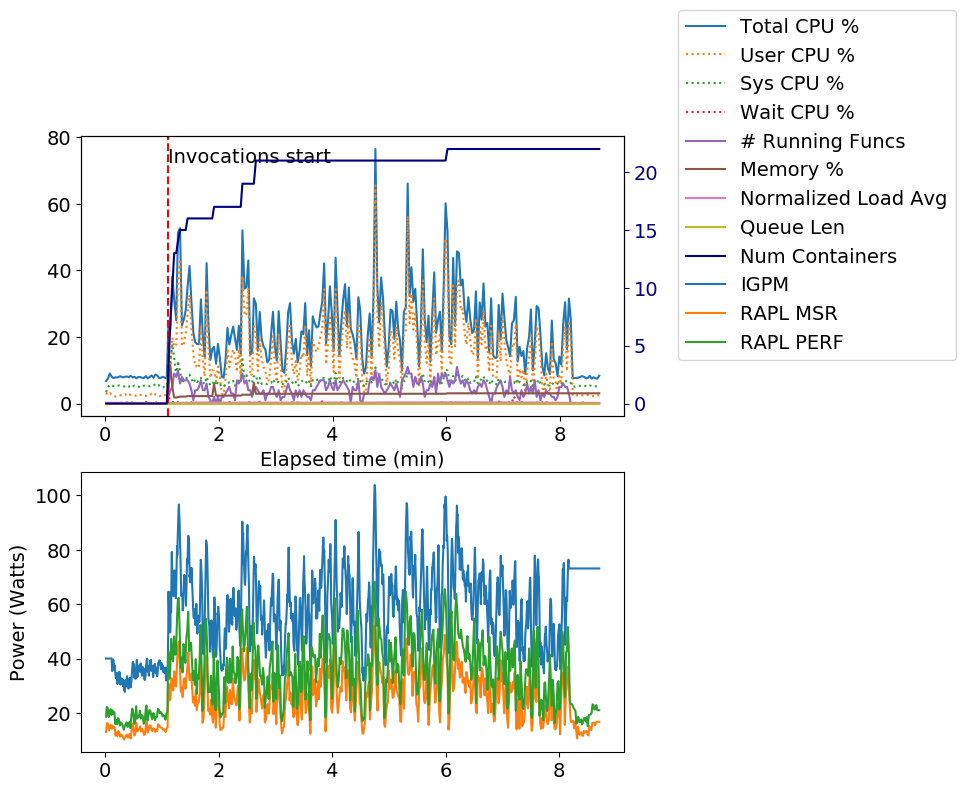 Total CPU %
User CPU %
Sys CPU %
Wait CPU %
# Running Funcs
Memory %
Normalized Load Avg
Queue Len
Num Containers
IGPM
RAPL MSR
RAPL PERF
80
60
40
20
0
Invocations start
20
15
10
5
0
0 2 4 6 8
Elapsed time (min)
Power (Watts)
100
80
60
40
20
0 2 4 6 8